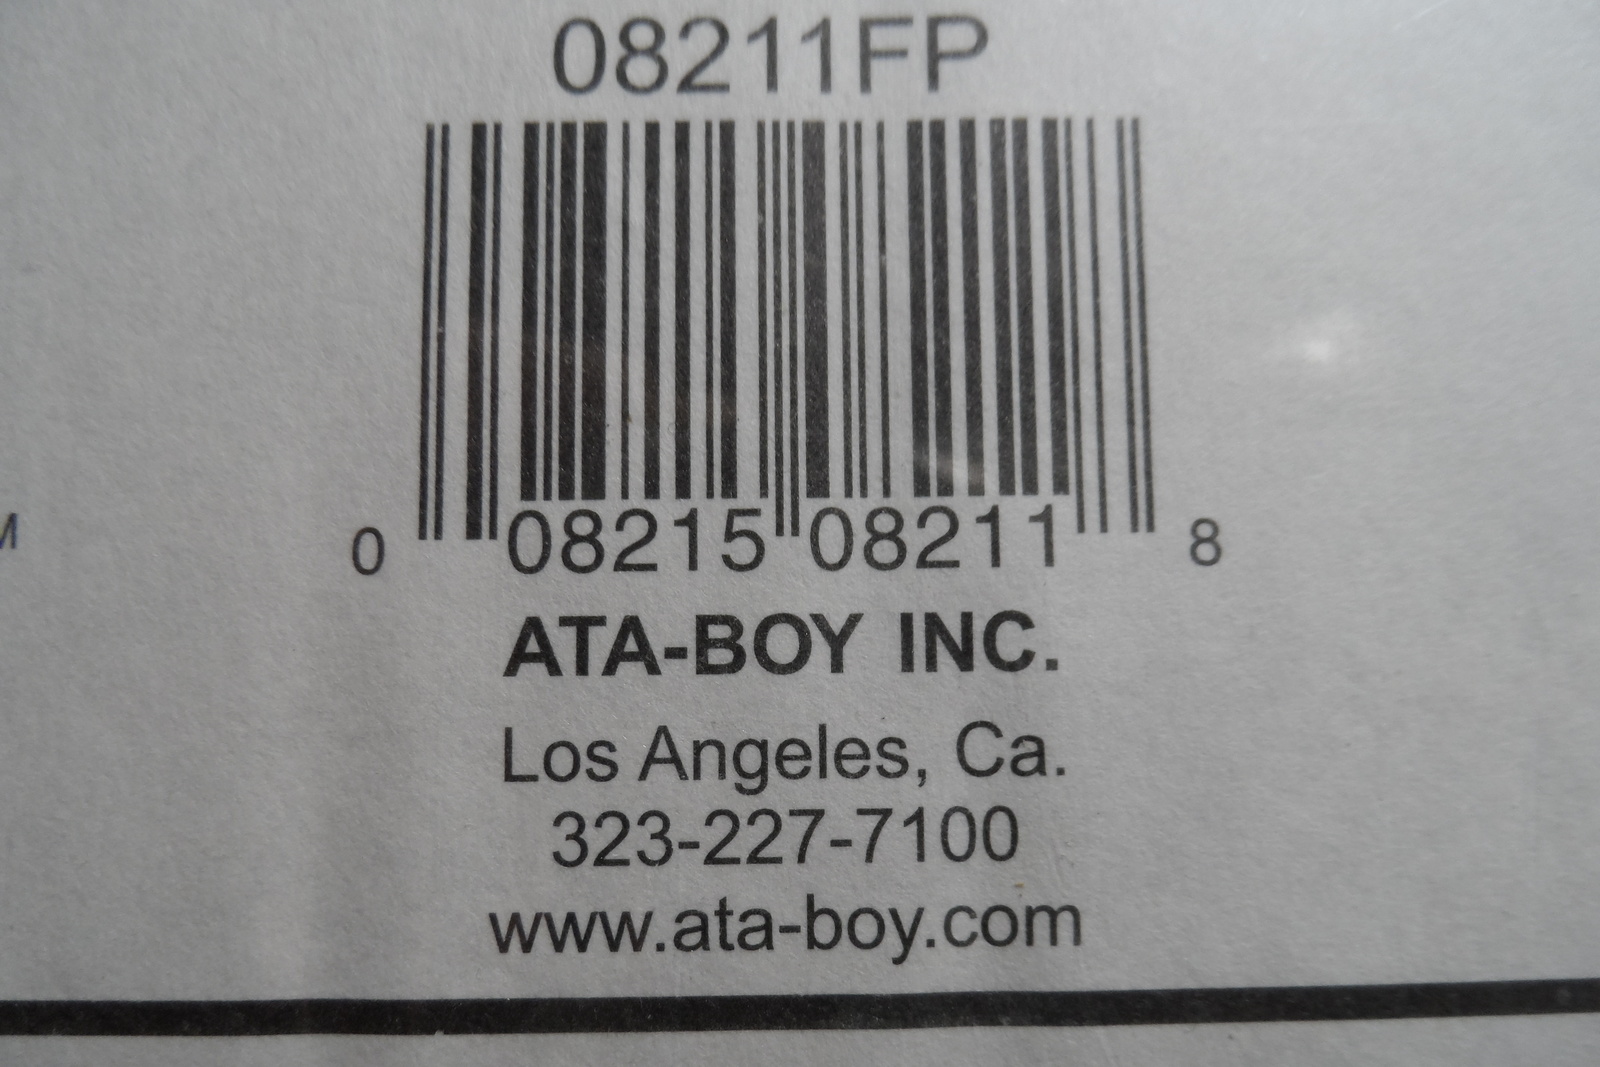 08211FP
0 08215 08211 8
ATA-BOY INC.
Los Angeles, Ca.
323-227-7100
www.ata-boy.com
M